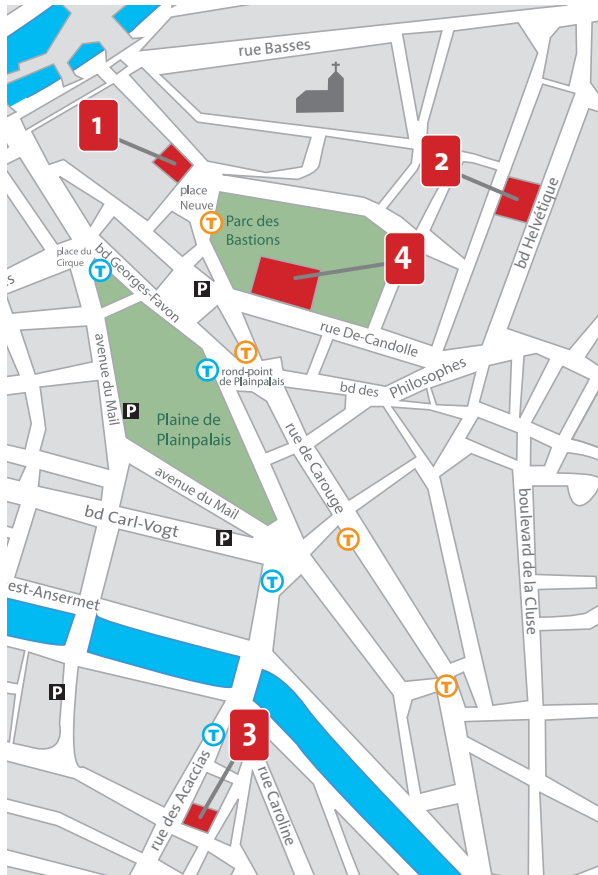 rue Basses
1
2
place
Neuve
Parc des
Bastions
bd Helvétique
place du
Cirque
T
T
4
bd Georges-Favon
P
rue De-Candolle
avenue du Mail
T
T
rond-point
de Plainpalais
bd des Philosophes
P
Plaine de
Plainpalais
rue de Carouge
avenue du Mail
bd Carl-Vogt
P
T
boulevard de la Cluse
T
est-Ansermet
T
P
T
3
rue des Acaccias
rue Caroline